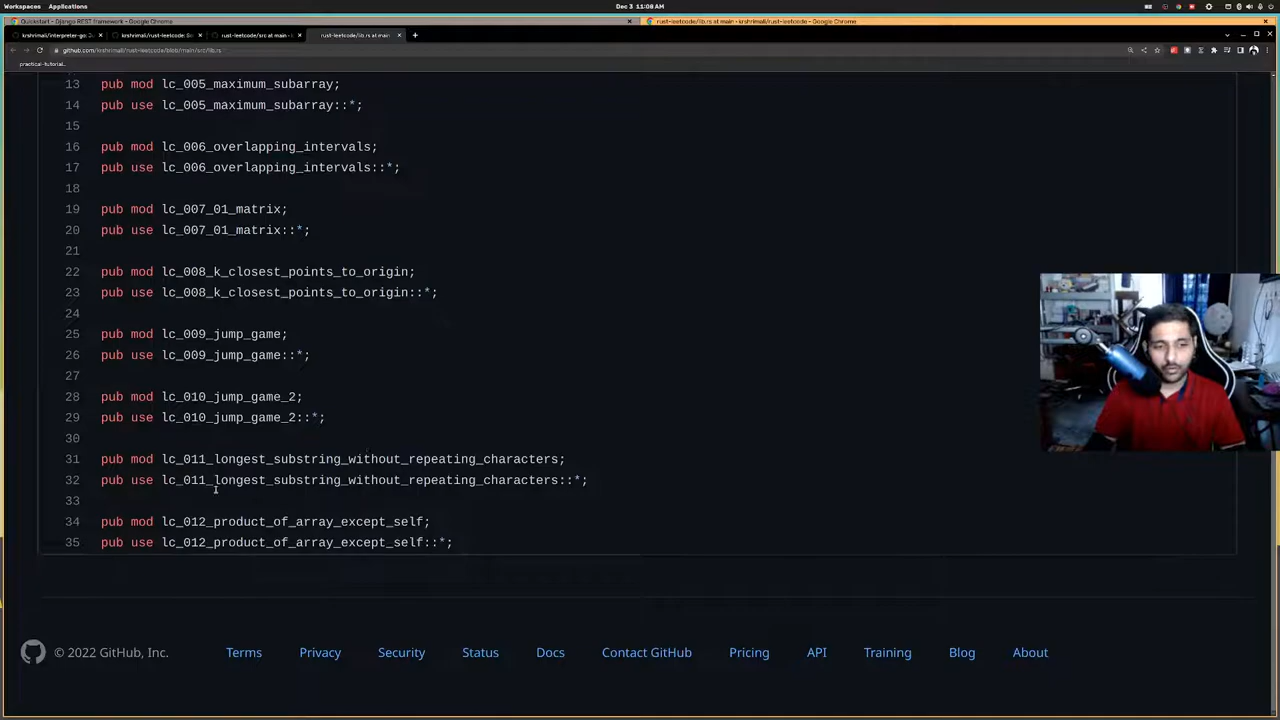 Workspaces Applications Dec 3 11:08 AM
Quickstart - Django REST framework - Google Chrome
rust-leetcode/lib.rs at main · krshrimali/rust-leetcode - Google Chrome
krshrimali/interpreter-go:
krshrimali/rust-leetcode: So
rust-leetcode/src at main · k
rust-leetcode/lib.rs at main
github.com/krshrimali/rust-leetcode/blob/main/src/lib.rs
practical-tutorial...
13 pub mod lc_005_maximum_subarray;
14 pub use lc_005_maximum_subarray::*;
15
16 pub mod lc_006_overlapping_intervals;
17 pub use lc_006_overlapping_intervals::*;
18
19 pub mod lc_007_01_matrix;
20 pub use lc_007_01_matrix::*;
21
22 pub mod lc_008_k_closest_points_to_origin;
23 pub use lc_008_k_closest_points_to_origin::*;
24
25 pub mod lc_009_jump_game;
26 pub use lc_009_jump_game::*;
27
28 pub mod lc_010_jump_game_2;
29 pub use lc_010_jump_game_2::*;
30
31 pub mod lc_011_longest_substring_without_repeating_characters;
32 pub use lc_011_longest_substring_without_repeating_characters::*;
33
34 pub mod lc_012_product_of_array_except_self;
35 pub use lc_012_product_of_array_except_self::*;
© 2022 GitHub, Inc. Terms Privacy Security Status Docs Contact GitHub Pricing API Training Blog About